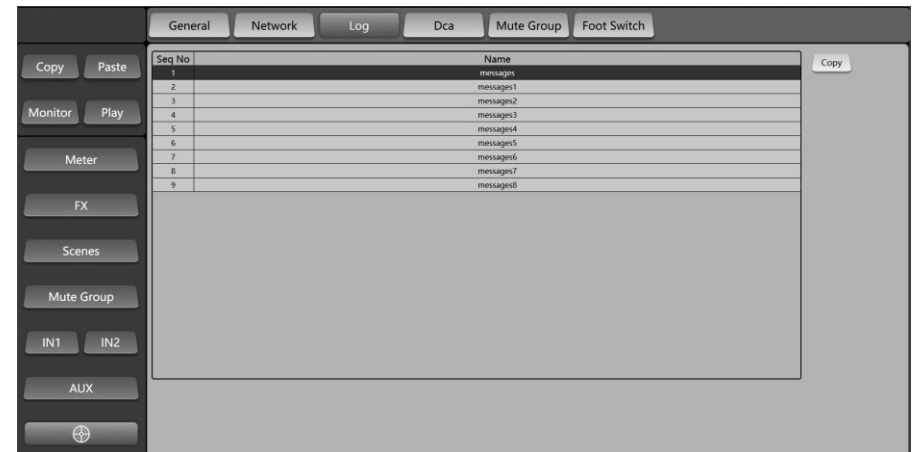 General Network Log Dca Mute Group Foot Switch
Copy Paste
Monitor Play
Meter
FX
Scenes
Mute Group
IN1 IN2
AUX
Seq No Name
1 messages
2 messages1
3 messages2
4 messages3
5 messages4
6 messages5
7 messages6
8 messages7
9 messages8
Copy